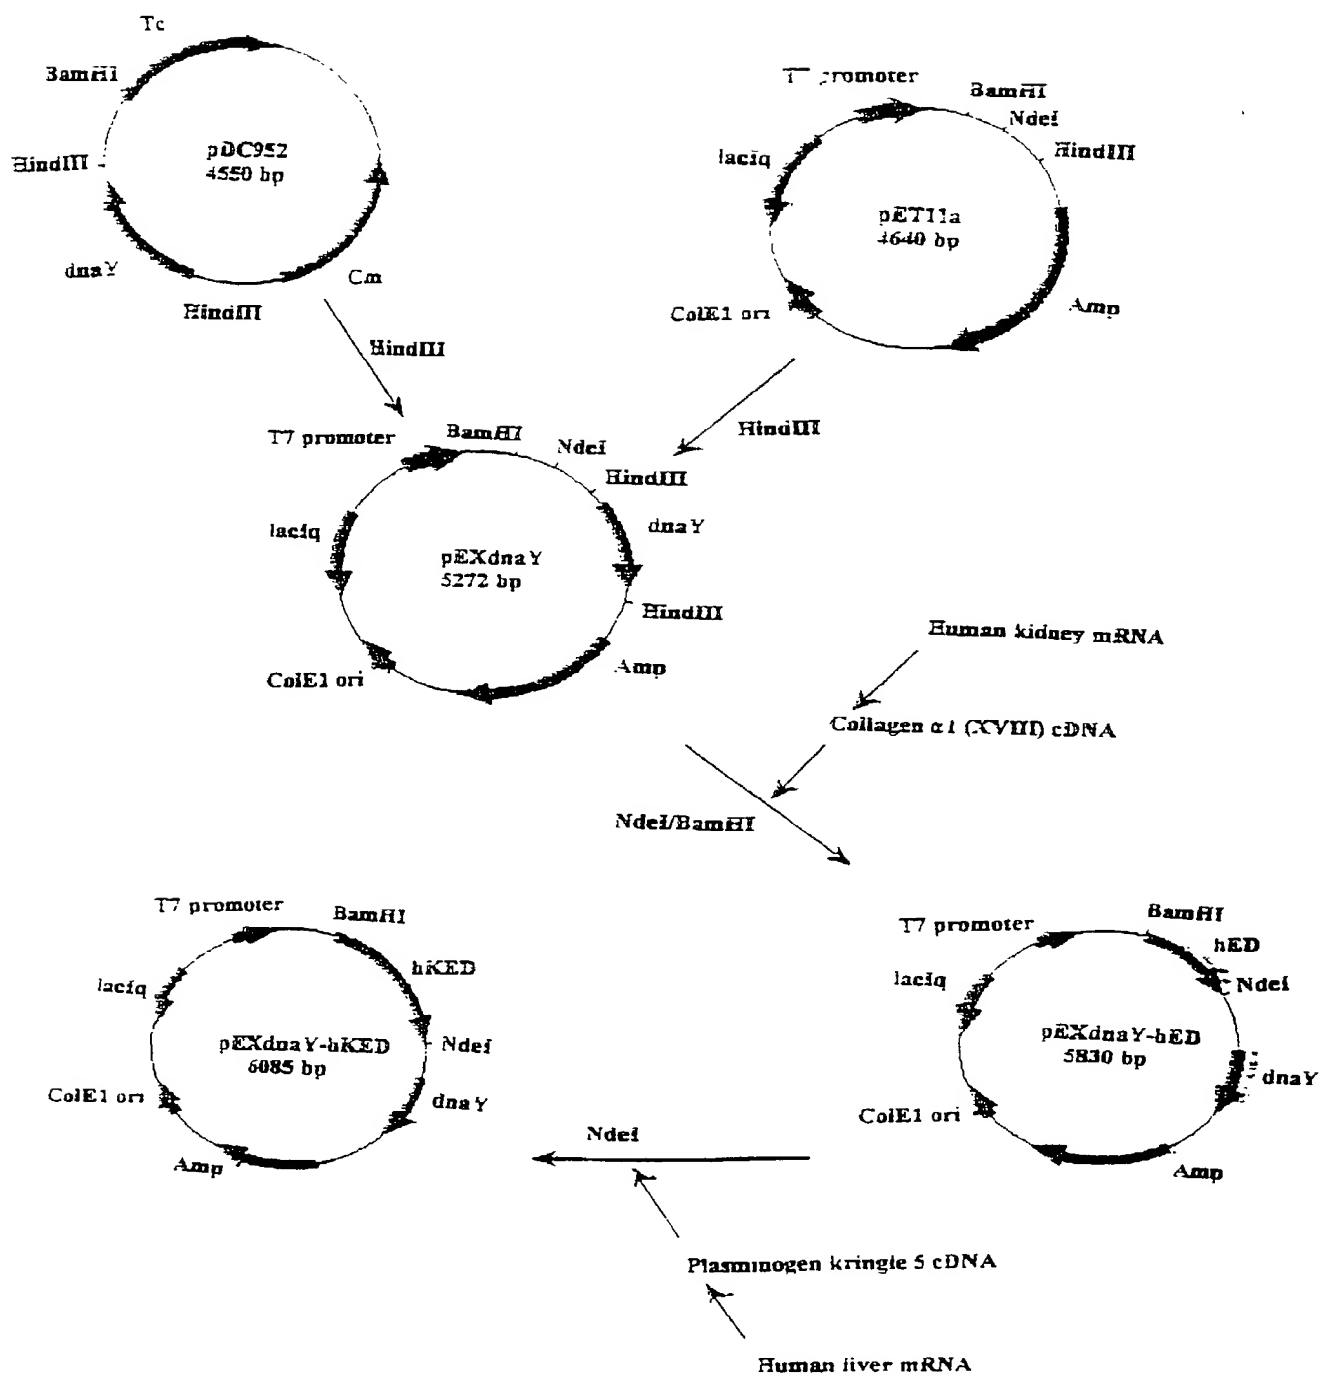 Tc
BamHI
HindIII
pDC952
4550 bp
dnaY
HindIII
Cm
T7 promoter
BamHI
NdeI
HindIII
lacIq
pET11a
4640 bp
ColE1 ori
Amp
HindIII
HindIII
T7 promoter
BamHI
NdeI
HindIII
dnaY
lacIq
pEXdnaY
5272 bp
HindIII
ColE1 ori
Amp
Human kidney mRNA
Collagen α1 (XVIII) cDNA
NdeI/BamHI
T7 promoter
BamHI
hKED
lacIq
pEXdnaY-hKED
6085 bp
NdeI
ColE1 ori
dnaY
Amp
T7 promoter
BamHI
hED
NdeI
lacIq
pEXdnaY-hED
5830 bp
dnaY
ColE1 ori
Amp
NdeI
Plasminogen kringle 5 cDNA
Human liver mRNA